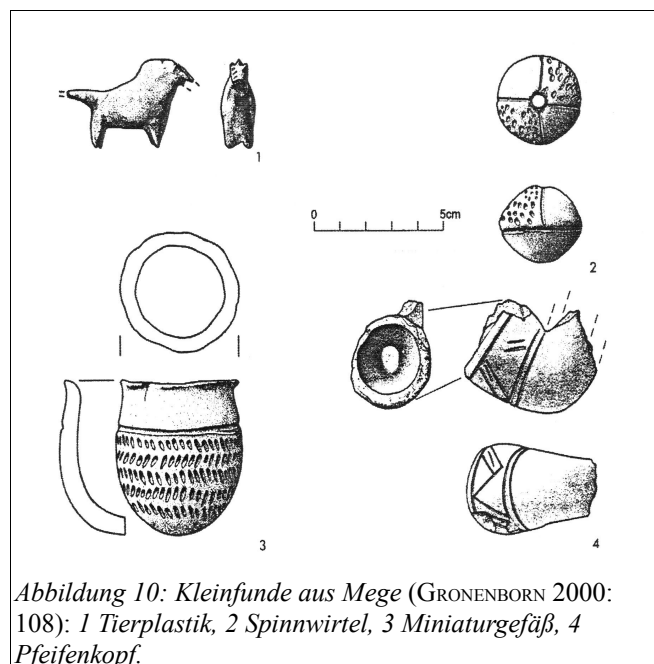 1
2
0
5cm
3
4
Abbildung 10: Kleinfunde aus Mege (GRONENBORN 2000:
108): 1 Tierplastik, 2 Spinnwirtel, 3 Miniaturgefäß, 4
Pfeifenkopf.